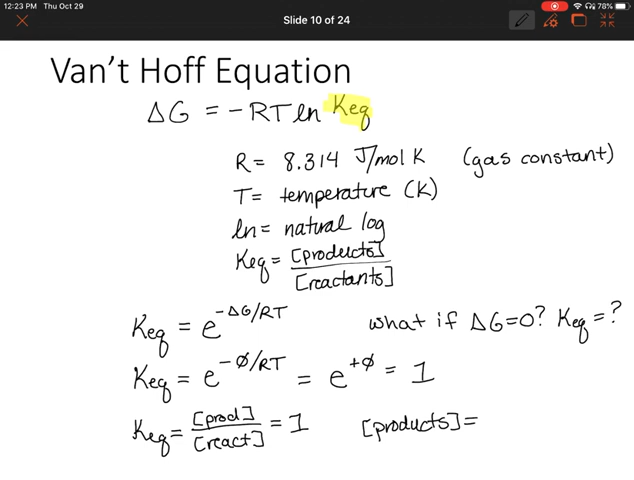 12:23 PM Thu Oct 29 78%
Slide 10 of 24
Van't Hoff Equation
ΔG = -RT ln Keq
R = 8.314 J/mol K (gas constant)
T = temperature (K)
ln = natural log
Keq = [products] / [reactants]
Keq = e^-ΔG/RT what if ΔG=0? Keq=?
Keq = e^-∅/RT = e^+∅ = 1
Keq = [prod] / [react] = 1 [products] =